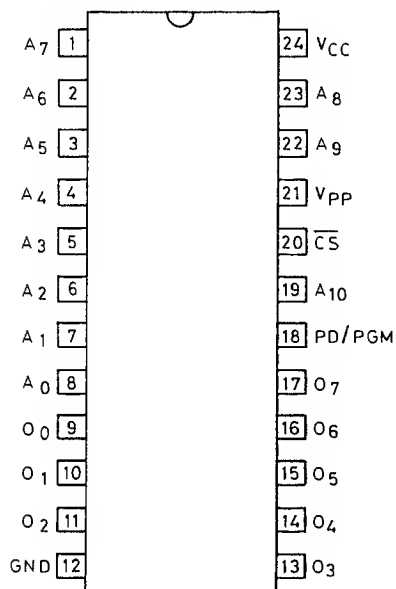 A7 1 24 VCC
A6 2 23 A8
A5 3 22 A9
A4 4 21 VPP
A3 5 20 C̅S̅
A2 6 19 A10
A1 7 18 PD/PGM
A0 8 17 O7
O0 9 16 O6
O1 10 15 O5
O2 11 14 O4
GND 12 13 O3